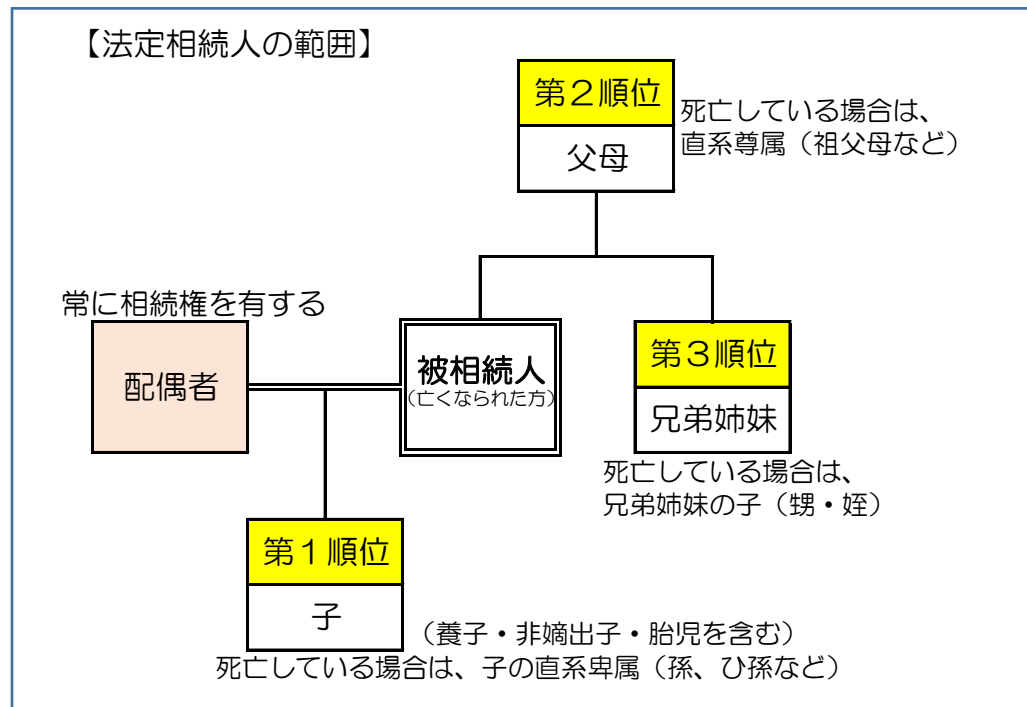 【法定相続人の範囲】
第２順位
父母
死亡している場合は、
直系尊属（祖父母など）
常に相続権を有する
配偶者
被相続人
（亡くなられた方）
第３順位
兄弟姉妹
死亡している場合は、
兄弟姉妹の子（甥・姪）
第１順位
子
（養子・非嫡出子・胎児を含む）
死亡している場合は、子の直系卑属（孫、ひ孫など）